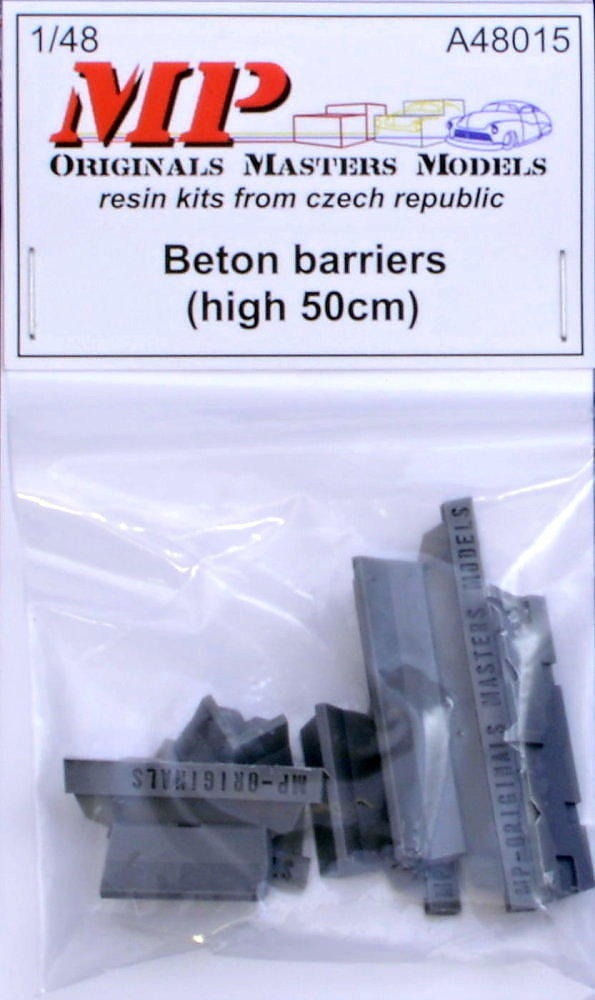 1/48
A48015
MP
ORIGINALS MASTERS MODELS
resin kits from czech republic
Beton barriers
(high 50cm)
MP-ORIGINALS MASTERS MODELS
MP-ORIGINALS
MP